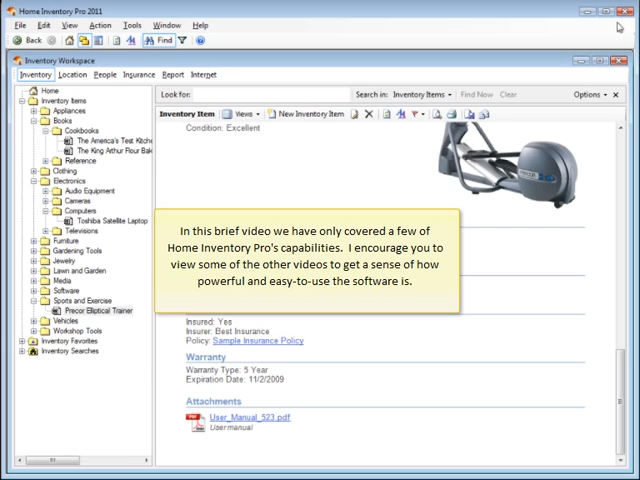 Home Inventory Pro 2011
File Edit View Action Tools Window Help
Back Find
Inventory Workspace
Inventory Location People Insurance Report Internet
Home
Inventory Items
Appliances
Books
Cookbooks
The America's Test Kitche
The King Arthur Flour Bak
Reference
Clothing
Electronics
Audio Equipment
Cameras
Computers
Toshiba Satellite Laptop
Televisions
Furniture
Gardening Tools
Jewelry
Lawn and Garden
Media
Software
Sports and Exercise
Precor Elliptical Trainer
Vehicles
Workshop Tools
Inventory Favorites
Inventory Searches
Look for: Search in: Inventory Items Find Now Clear Options
Inventory Item Views New Inventory Item
Condition: Excellent
In this brief video we have only covered a few of
Home Inventory Pro's capabilities. I encourage you to
view some of the other videos to get a sense of how
powerful and easy-to-use the software is.
Insured: Yes
Insurer: Best Insurance
Policy: Sample Insurance Policy
Warranty
Warranty Type: 5 Year
Expiration Date: 11/2/2009
Attachments
PDF
User_Manual_523.pdf
Usermanual